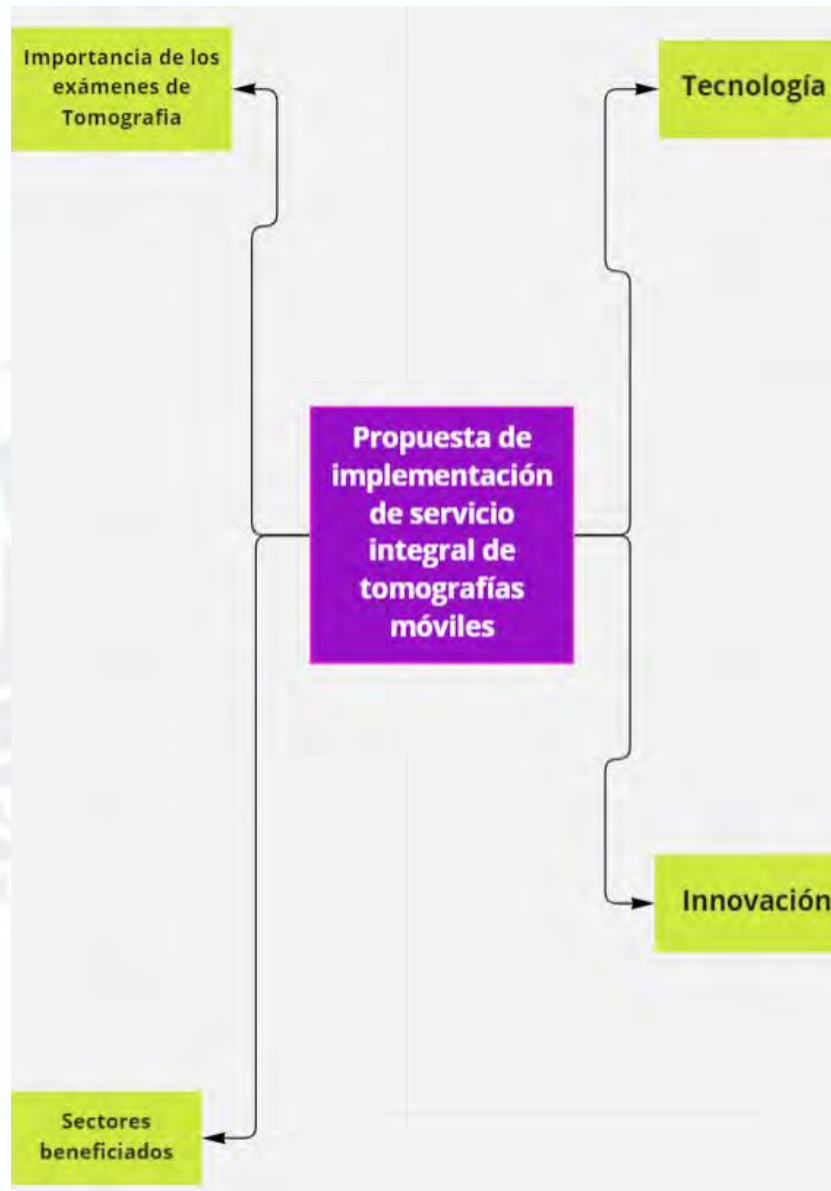 Importancia de los
exámenes de
Tomografia
Tecnología
Propuesta de
implementación
de servicio
integral de
tomografías
móviles
Innovación
Sectores
beneficiados